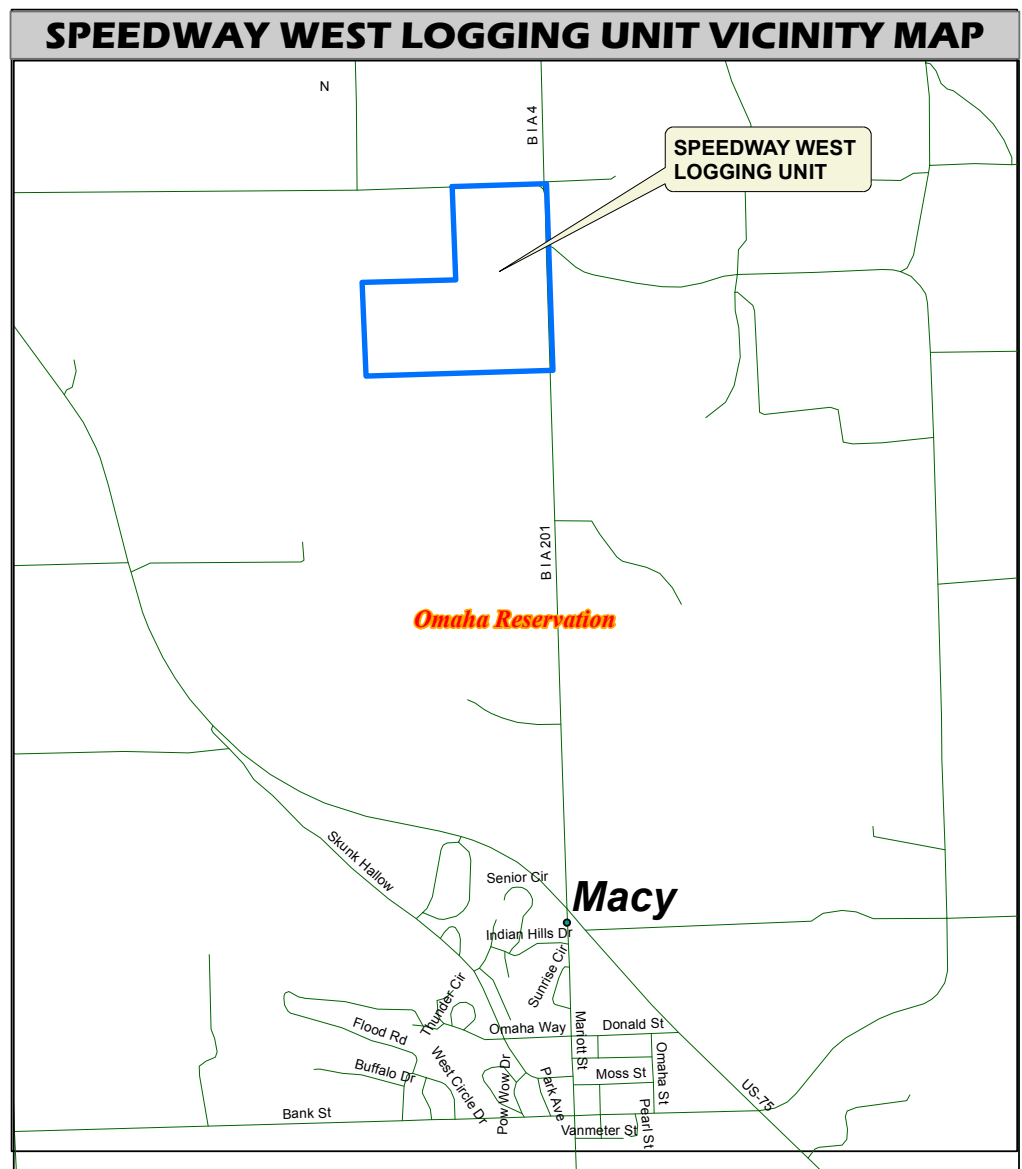 SPEEDWAY WEST LOGGING UNIT VICINITY MAP
N
B I A 4
SPEEDWAY WEST
LOGGING UNIT
B I A 201
Omaha Reservation
Skunk Hallow
Senior Cir
Macy
Indian Hills Dr
Sunrise Cir
Thunder Cir
Flood Rd
Omaha Way
Mariott St
Donald St
Omaha St
Buffalo Dr
West Circle Dr
Pow Wow Dr
Park Ave
Moss St
US-75
Bank St
Vanmeter St
Pearl St